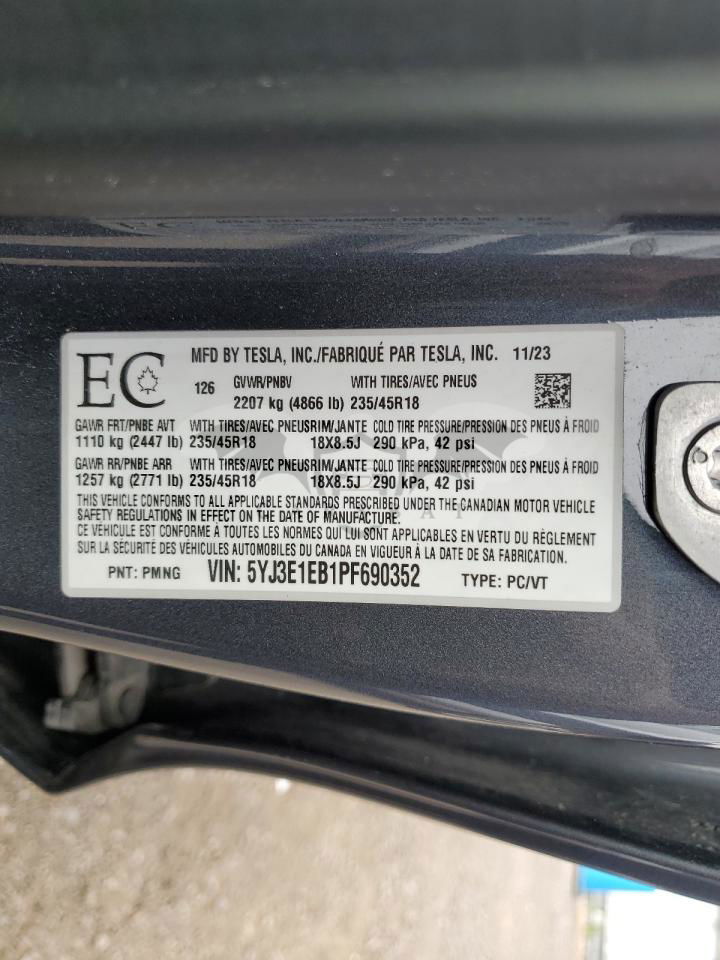 EC MFD BY TESLA, INC./FABRIQUÉ PAR TESLA, INC. 11/23
126 GVWR/PNBV WITH TIRES/AVEC PNEUS
2207 kg (4866 lb) 235/45R18
GAWR FRT/PNBE AVT WITH TIRES/AVEC PNEUS RIM/JANTE COLD TIRE PRESSURE/PRESSION DES PNEUS À FROID
1110 kg (2447 lb) 235/45R18 18X8.5J 290 kPa, 42 psi
GAWR RR/PNBE ARR WITH TIRES/AVEC PNEUS RIM/JANTE COLD TIRE PRESSURE/PRESSION DES PNEUS À FROID
1257 kg (2771 lb) 235/45R18 18X8.5J 290 kPa, 42 psi
THIS VEHICLE CONFORMS TO ALL APPLICABLE STANDARDS PRESCRIBED UNDER THE CANADIAN MOTOR VEHICLE
SAFETY REGULATIONS IN EFFECT ON THE DATE OF MANUFACTURE.
CE VÉHICULE EST CONFORME À TOUTES LES NORMES QUI LUI SONT APPLICABLES EN VERTU DU RÈGLEMENT
SUR LA SÉCURITÉ DES VÉHICULES AUTOMOBILES DU CANADA EN VIGUEUR À LA DATE DE SA FABRICATION.
PNT: PMNG VIN: 5YJ3E1EB1PF690352 TYPE: PC/VT